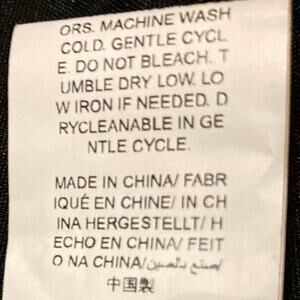 ORS. MACHINE WASH
COLD. GENTLE CYCL
E. DO NOT BLEACH. T
UMBLE DRY LOW. LO
W IRON IF NEEDED. D
RYCLEANABLE IN GE
NTLE CYCLE.
MADE IN CHINA/ FABR
IQUÉ EN CHINE/ IN CH
INA HERGESTELLT/ H
ECHO EN CHINA/ FEIT
O NA CHINA/صنع بالصين/
中国製